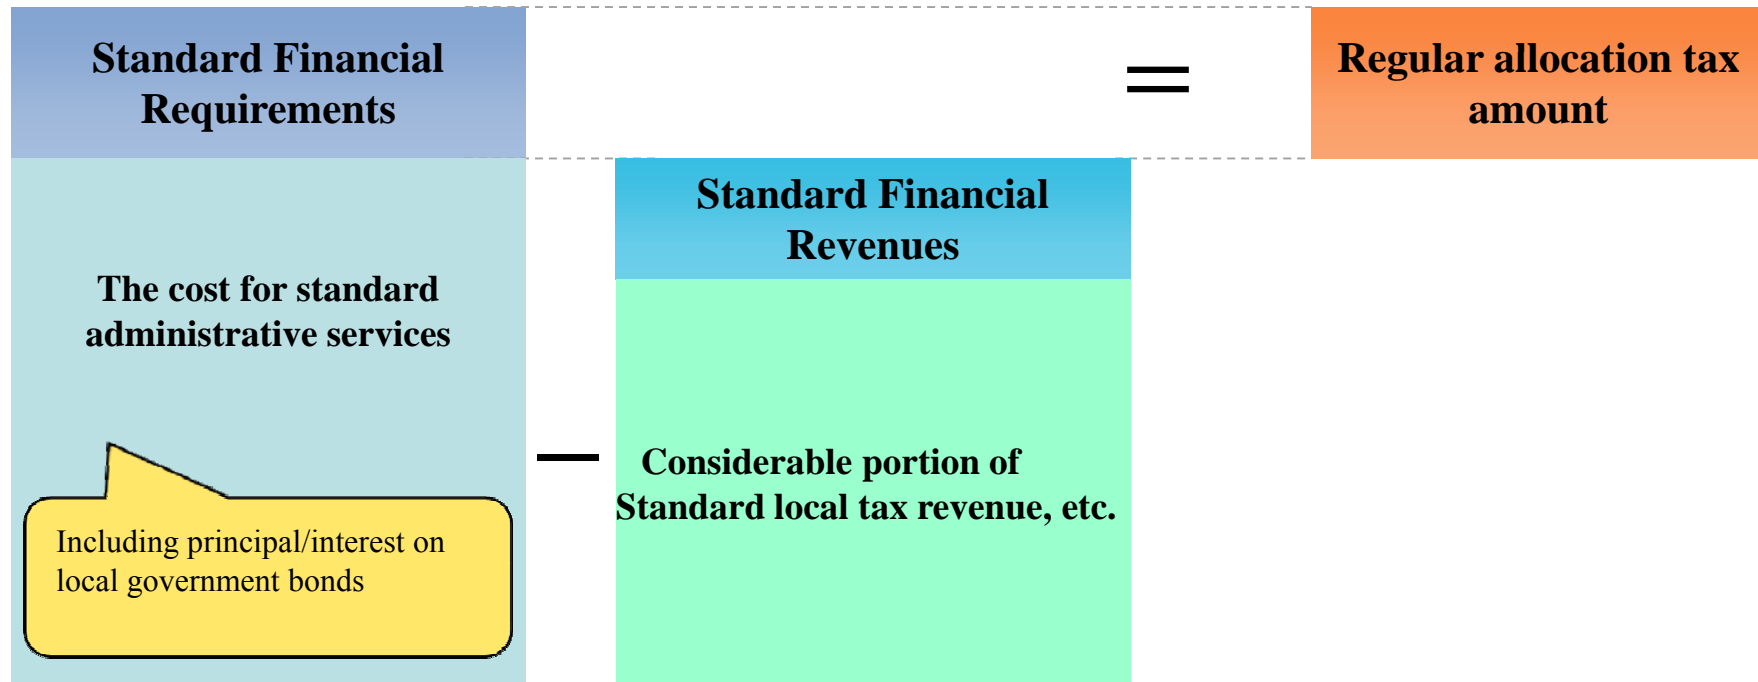 Standard Financial
Requirements
=
Regular allocation tax
amount
Standard Financial
Revenues
The cost for standard
administrative services
—
Considerable portion of
Standard local tax revenue, etc.
Including principal/interest on
local government bonds